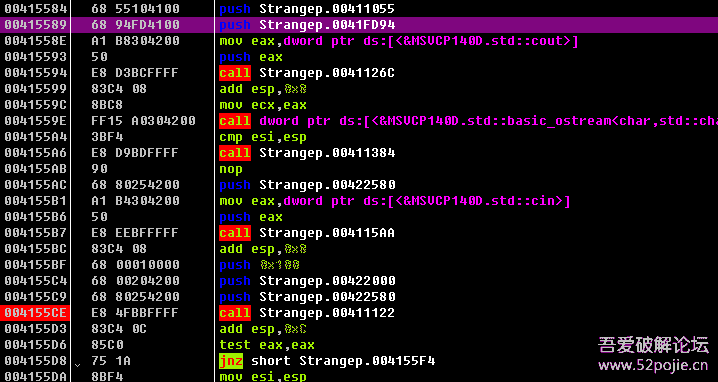 00415584 68 55104100 push Strangep.00411055
00415589 68 94FD4100 push Strangep.0041FD94
0041558E A1 B8304200 mov eax,dword ptr ds:[<&MSVCP140D.std::cout>]
00415593 50 push eax
00415594 E8 D3BCFFFF call Strangep.0041126C
00415599 83C4 08 add esp,0x8
0041559C 8BC8 mov ecx,eax
0041559E FF15 A0304200 call dword ptr ds:[<&MSVCP140D.std::basic_ostream<char,std::cha
004155A4 3BF4 cmp esi,esp
004155A6 E8 D9BDFFFF call Strangep.00411384
004155AB 90 nop
004155AC 68 80254200 push Strangep.00422580
004155B1 A1 B4304200 mov eax,dword ptr ds:[<&MSVCP140D.std::cin>]
004155B6 50 push eax
004155B7 E8 EEBFFFFF call Strangep.004115AA
004155BC 83C4 08 add esp,0x8
004155BF 68 00010000 push 0x100
004155C4 68 00204200 push Strangep.00422000
004155C9 68 80254200 push Strangep.00422580
004155CE E8 4FBBFFFF call Strangep.00411122
004155D3 83C4 0C add esp,0xC
004155D6 85C0 test eax,eax
004155D8 75 1A jnz short Strangep.004155F4
004155DA 8BF4 mov esi,esp
吾爱破解论坛
www.52pojie.cn